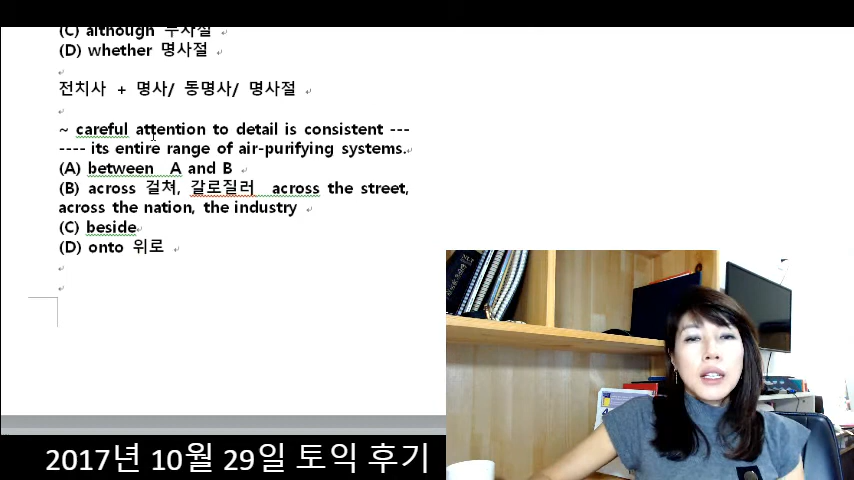 (C) although 부사절
(D) whether 명사절
전치사 + 명사/ 동명사/ 명사절
~ careful attention to detail is consistent ---
---- its entire range of air-purifying systems.
(A) between A and B
(B) across 걸쳐, 갈로질러 across the street,
across the nation, the industry
(C) beside
(D) onto 위로
2017년 10월 29일 토익 후기